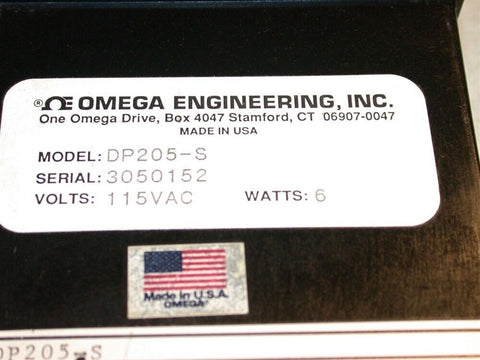 ® OMEGA ENGINEERING, INC.
One Omega Drive, Box 4047 Stamford, CT 06907-0047
MADE IN USA
MODEL: DP205-S
SERIAL: 3050152
VOLTS: 115VAC WATTS: 6
Made in U.S.A.
OMEGA
DP205-S